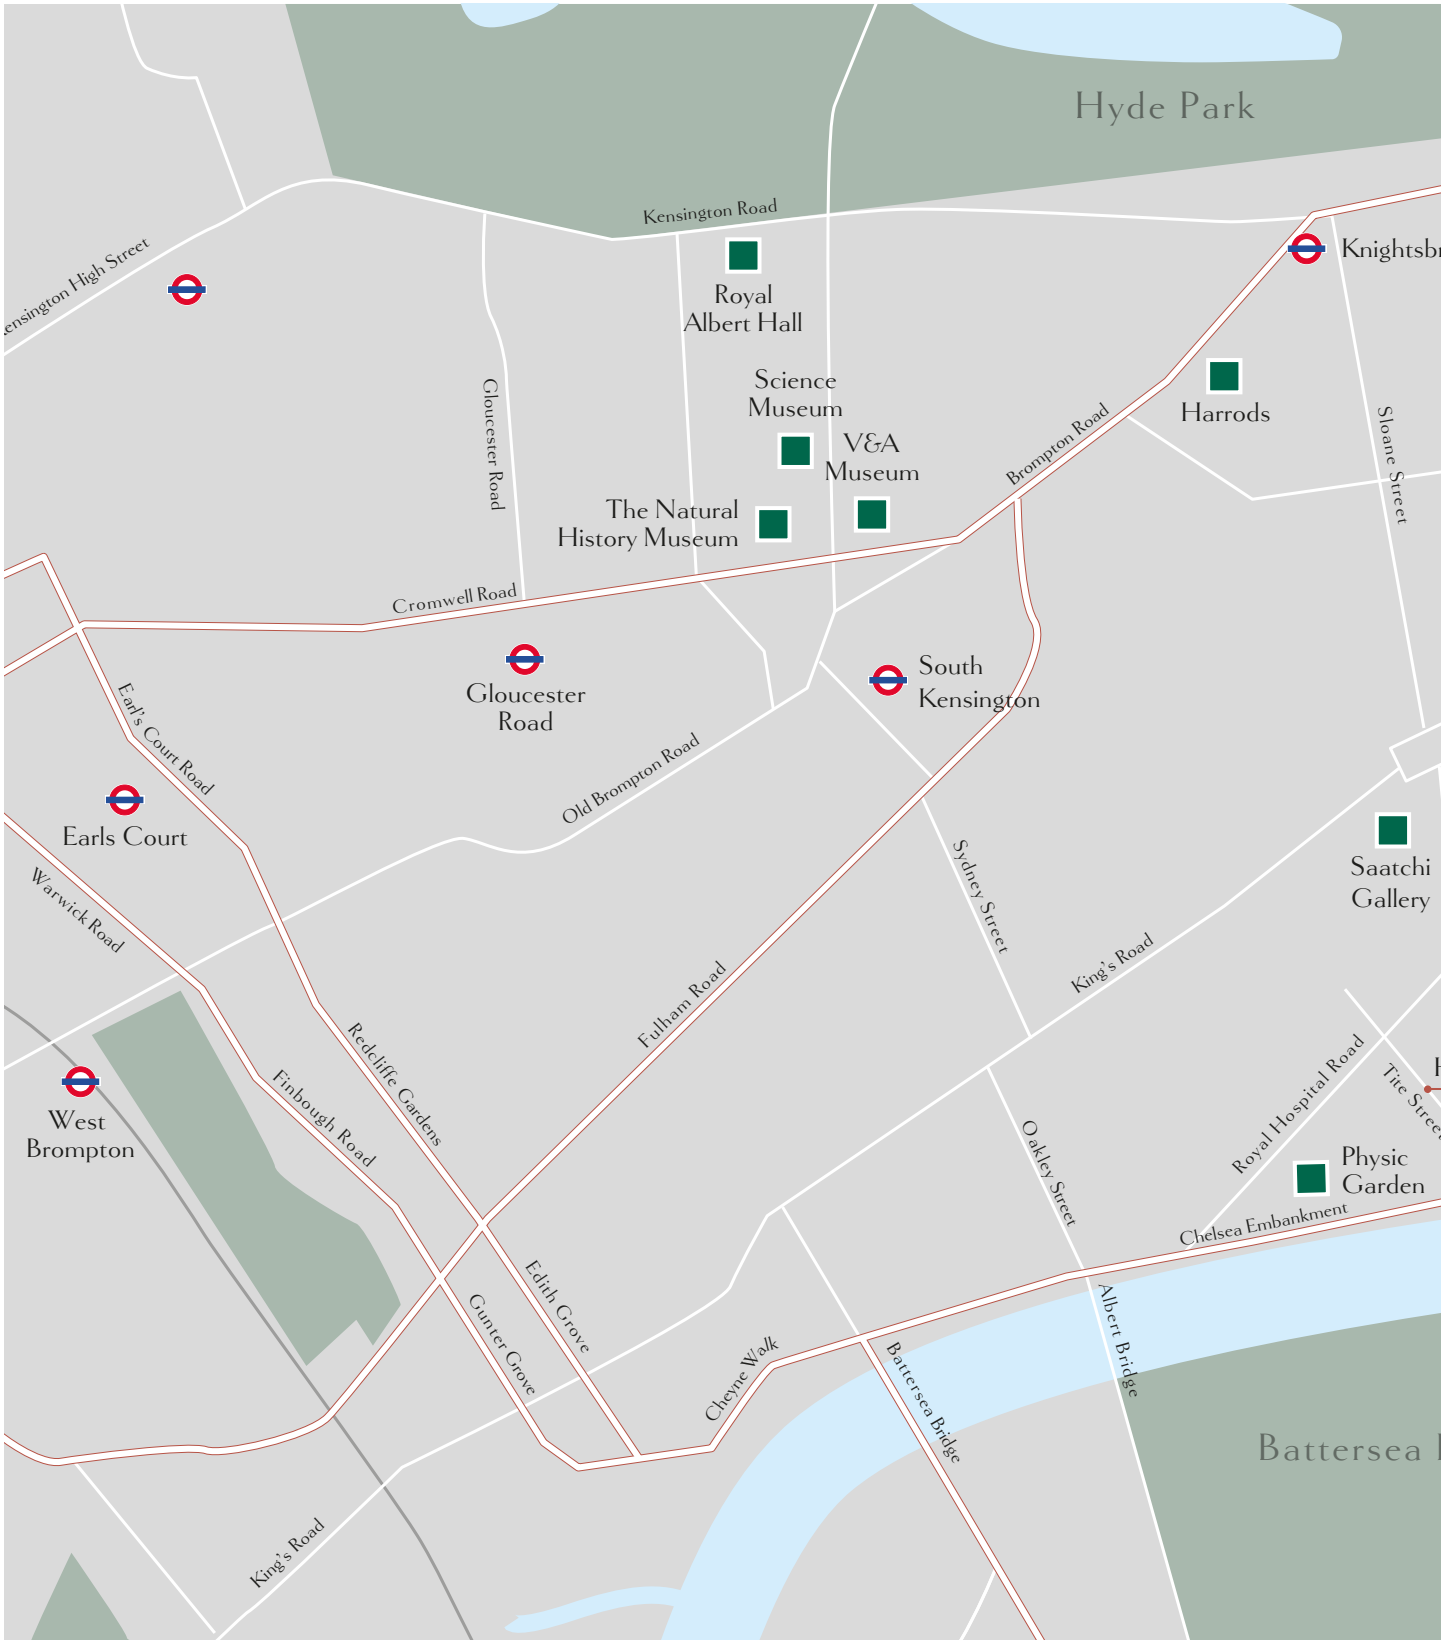 Hyde Park
Kensington Road
Kensington High Street
Knightsbr
Royal
Albert Hall
Science
Museum
Harrods
Gloucester Road
Brompton Road
Sloane Street
V&A
Museum
The Natural
History Museum
Cromwell Road
South
Kensington
Gloucester
Road
Earl's Court Road
Old Brompton Road
Earls Court
Warwick Road
Sydney Street
Saatchi
Gallery
King's Road
Fulham Road
Redcliffe Gardens
Royal Hospital Road
Tite Street
H
Finbough Road
West
Brompton
Oakley Street
Physic
Garden
Chelsea Embankment
Edith Grove
Gunter Grove
Albert Bridge
Cheyne Walk
Battersea Bridge
Battersea
King's Road